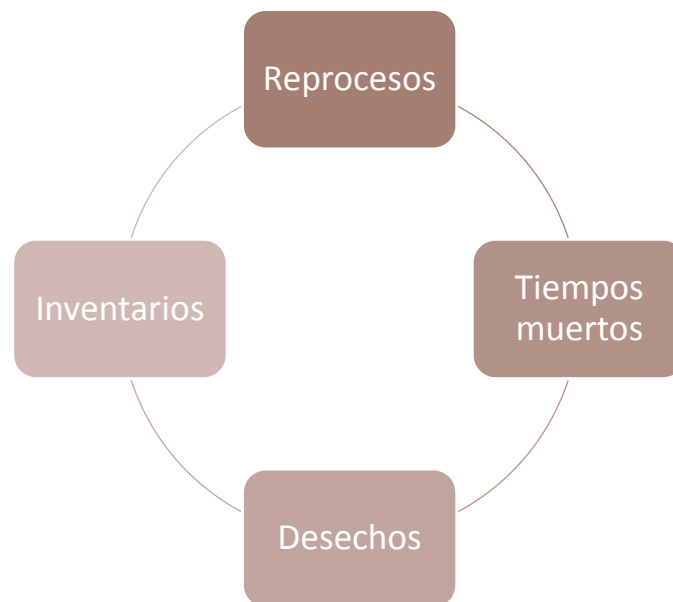 Reprocesos
Tiempos
muertos
Inventarios
Desechos